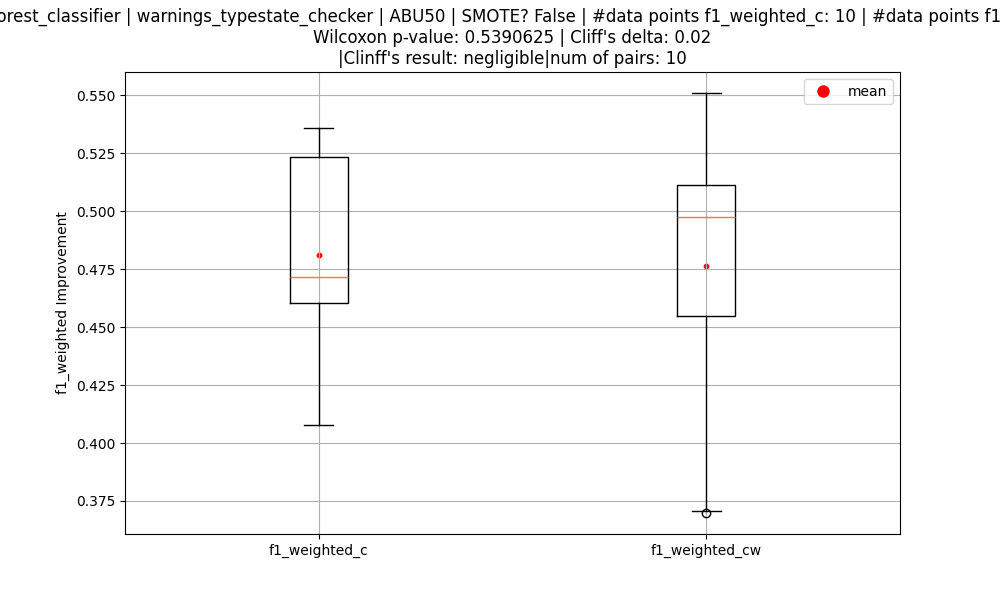 | warnings_typestate_checker | ABU50 | SMOTE? False | #data points f1_weighted_c: 10 | #data points
Wilcoxon p-value: 0.5390625 | Cliff's delta: 0.02
|Clinff's result: negligible|num of pairs: 10
mean
0.550
0.525
0.500
0.475
0.450
0.425
0.400
0.375
f1_weighted Improvement
f1_weighted_c
f1_weighted_cw